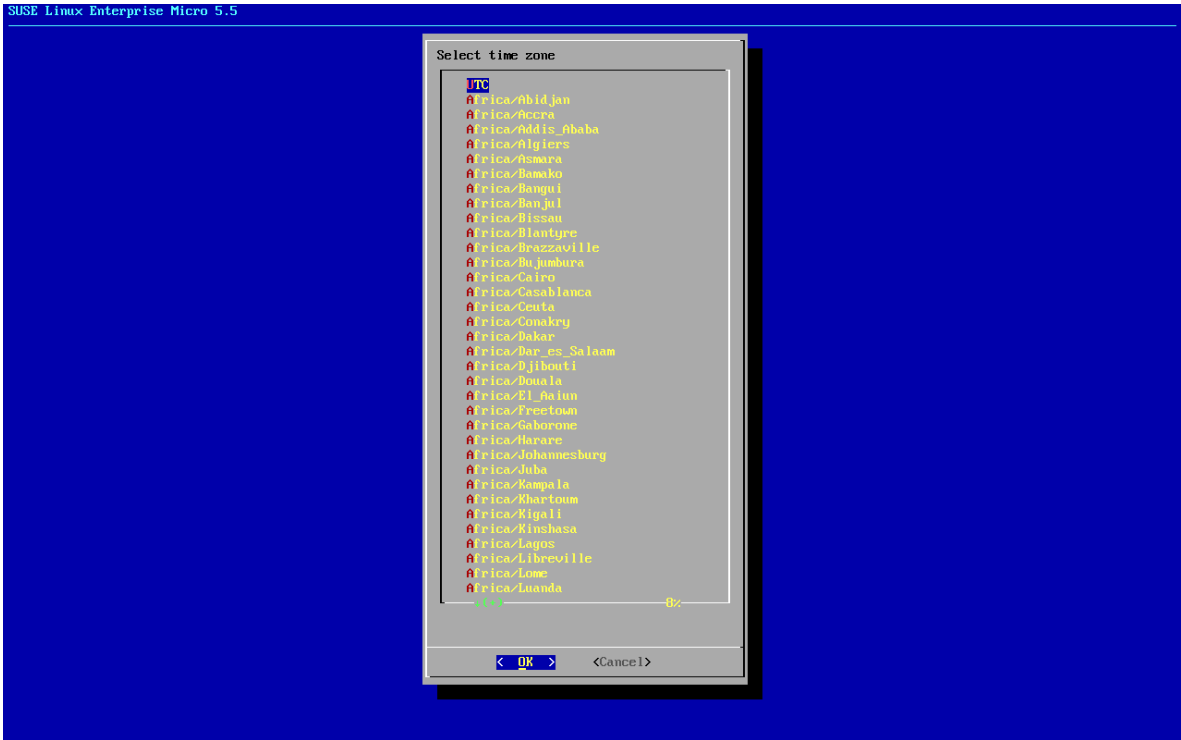 SUSE Linux Enterprise Micro 5.5
Select time zone
UTC
Africa/Abidjan
Africa/Accra
Africa/Addis_Ababa
Africa/Algiers
Africa/Asmara
Africa/Bamako
Africa/Bangui
Africa/Banjul
Africa/Bissau
Africa/Blantyre
Africa/Brazzaville
Africa/Bujumbura
Africa/Cairo
Africa/Casablanca
Africa/Ceuta
Africa/Conakry
Africa/Dakar
Africa/Dar_es_Salaam
Africa/Djibouti
Africa/Douala
Africa/El_Aaiun
Africa/Freetown
Africa/Gaborone
Africa/Harare
Africa/Johannesburg
Africa/Juba
Africa/Kampala
Africa/Khartoum
Africa/Kigali
Africa/Kinshasa
Africa/Lagos
Africa/Libreville
Africa/Lome
Africa/Luanda
8%
< OK > <Cancel>